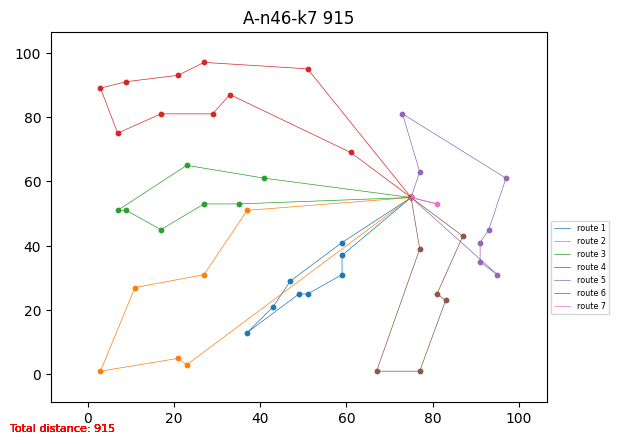 A-n46-k7 915
100
80
60
40
20
0
0 20 40 60 80 100
route 1
route 2
route 3
route 4
route 5
route 6
route 7
Total distance: 915